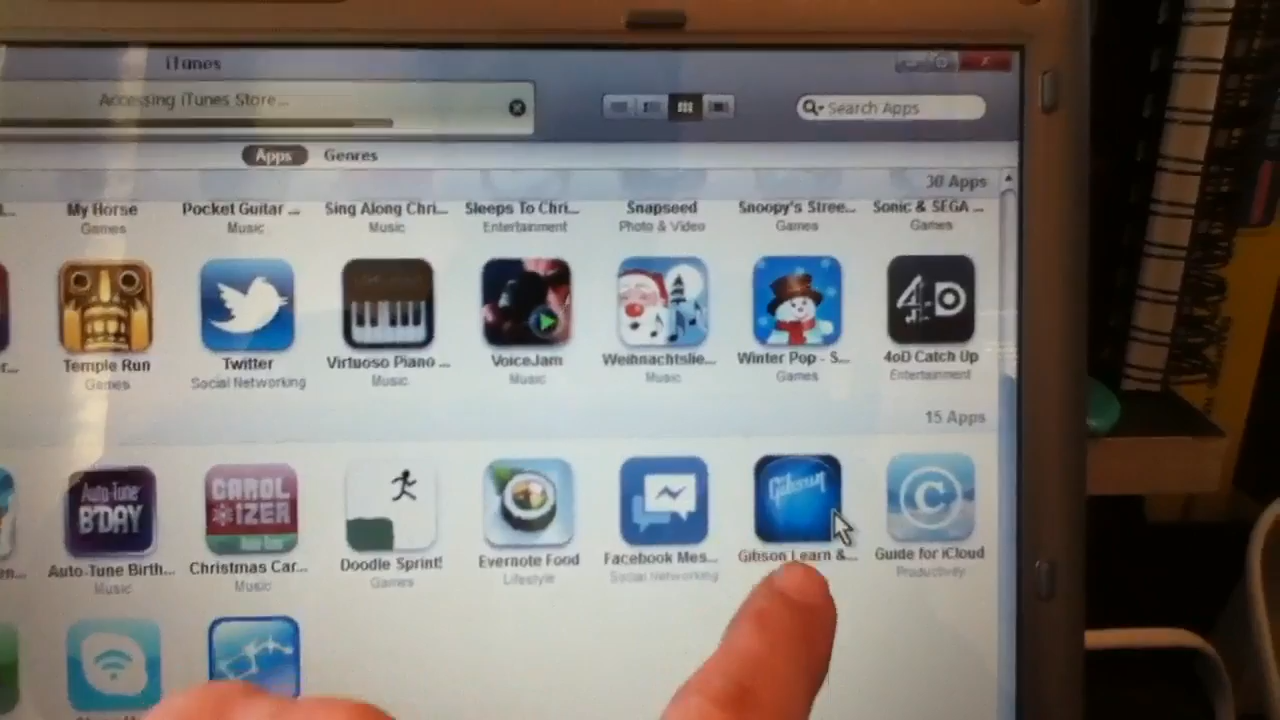 iTunes
Accessing iTunes Store...
Search Apps
Apps Genres
30 Apps
My Horse Pocket Guitar ... Sing Along Chri... Sleeps To Chri... Snapseed Snoopy's Stree... Sonic & SEGA ...
Games Music Music Entertainment Photo & Video Games Games
4oD
Temple Run Twitter Virtuoso Piano ... VoiceJam Weihnachtslie... Winter Pop - S... 4oD Catch Up
Games Social Networking Music Music Music Games Entertainment
15 Apps
Auto-Tune
B'DAY
CAROL
IZER
Gibson
C
Auto-Tune Birth... Christmas Car... Doodle Sprint! Evernote Food Facebook Mes... Gibson Learn &... Guide for iCloud
Music Music Games Lifestyle Social Networking Productivity